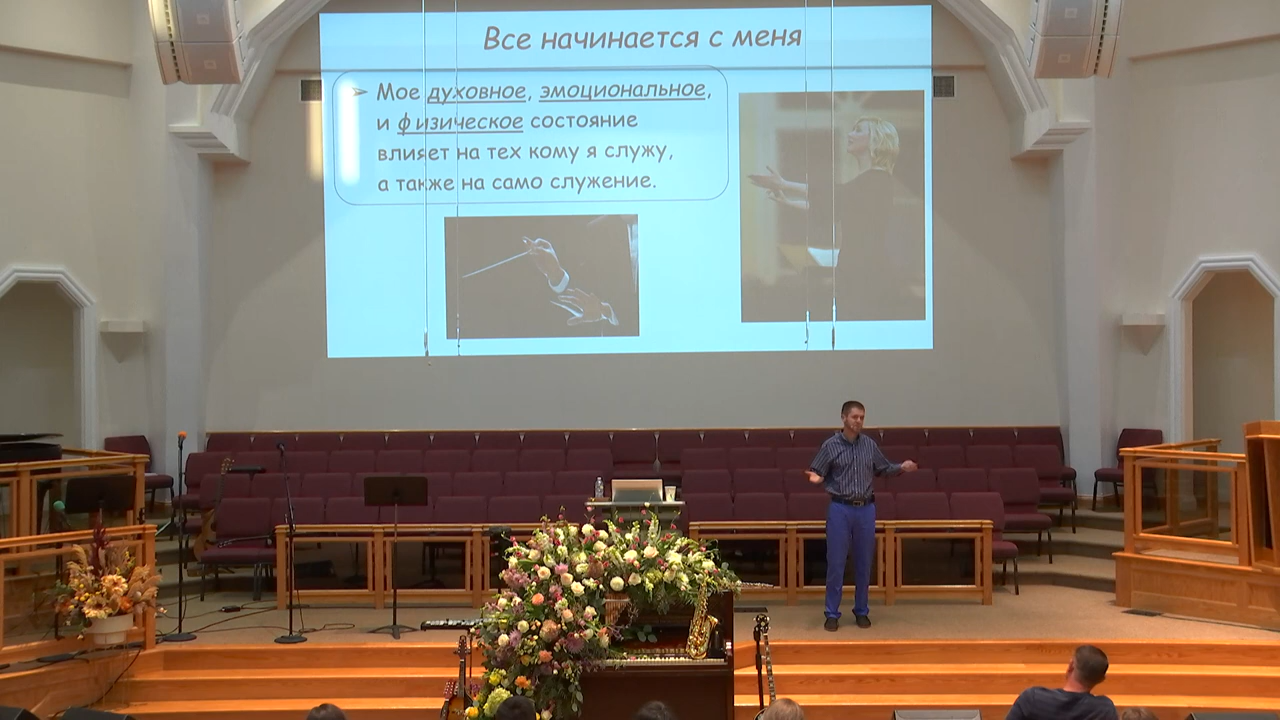 Все начинается с меня
➢ Мое духовное, эмоциональное,
и физическое состояние
влияет на тех кому я служу,
а также на само служение.